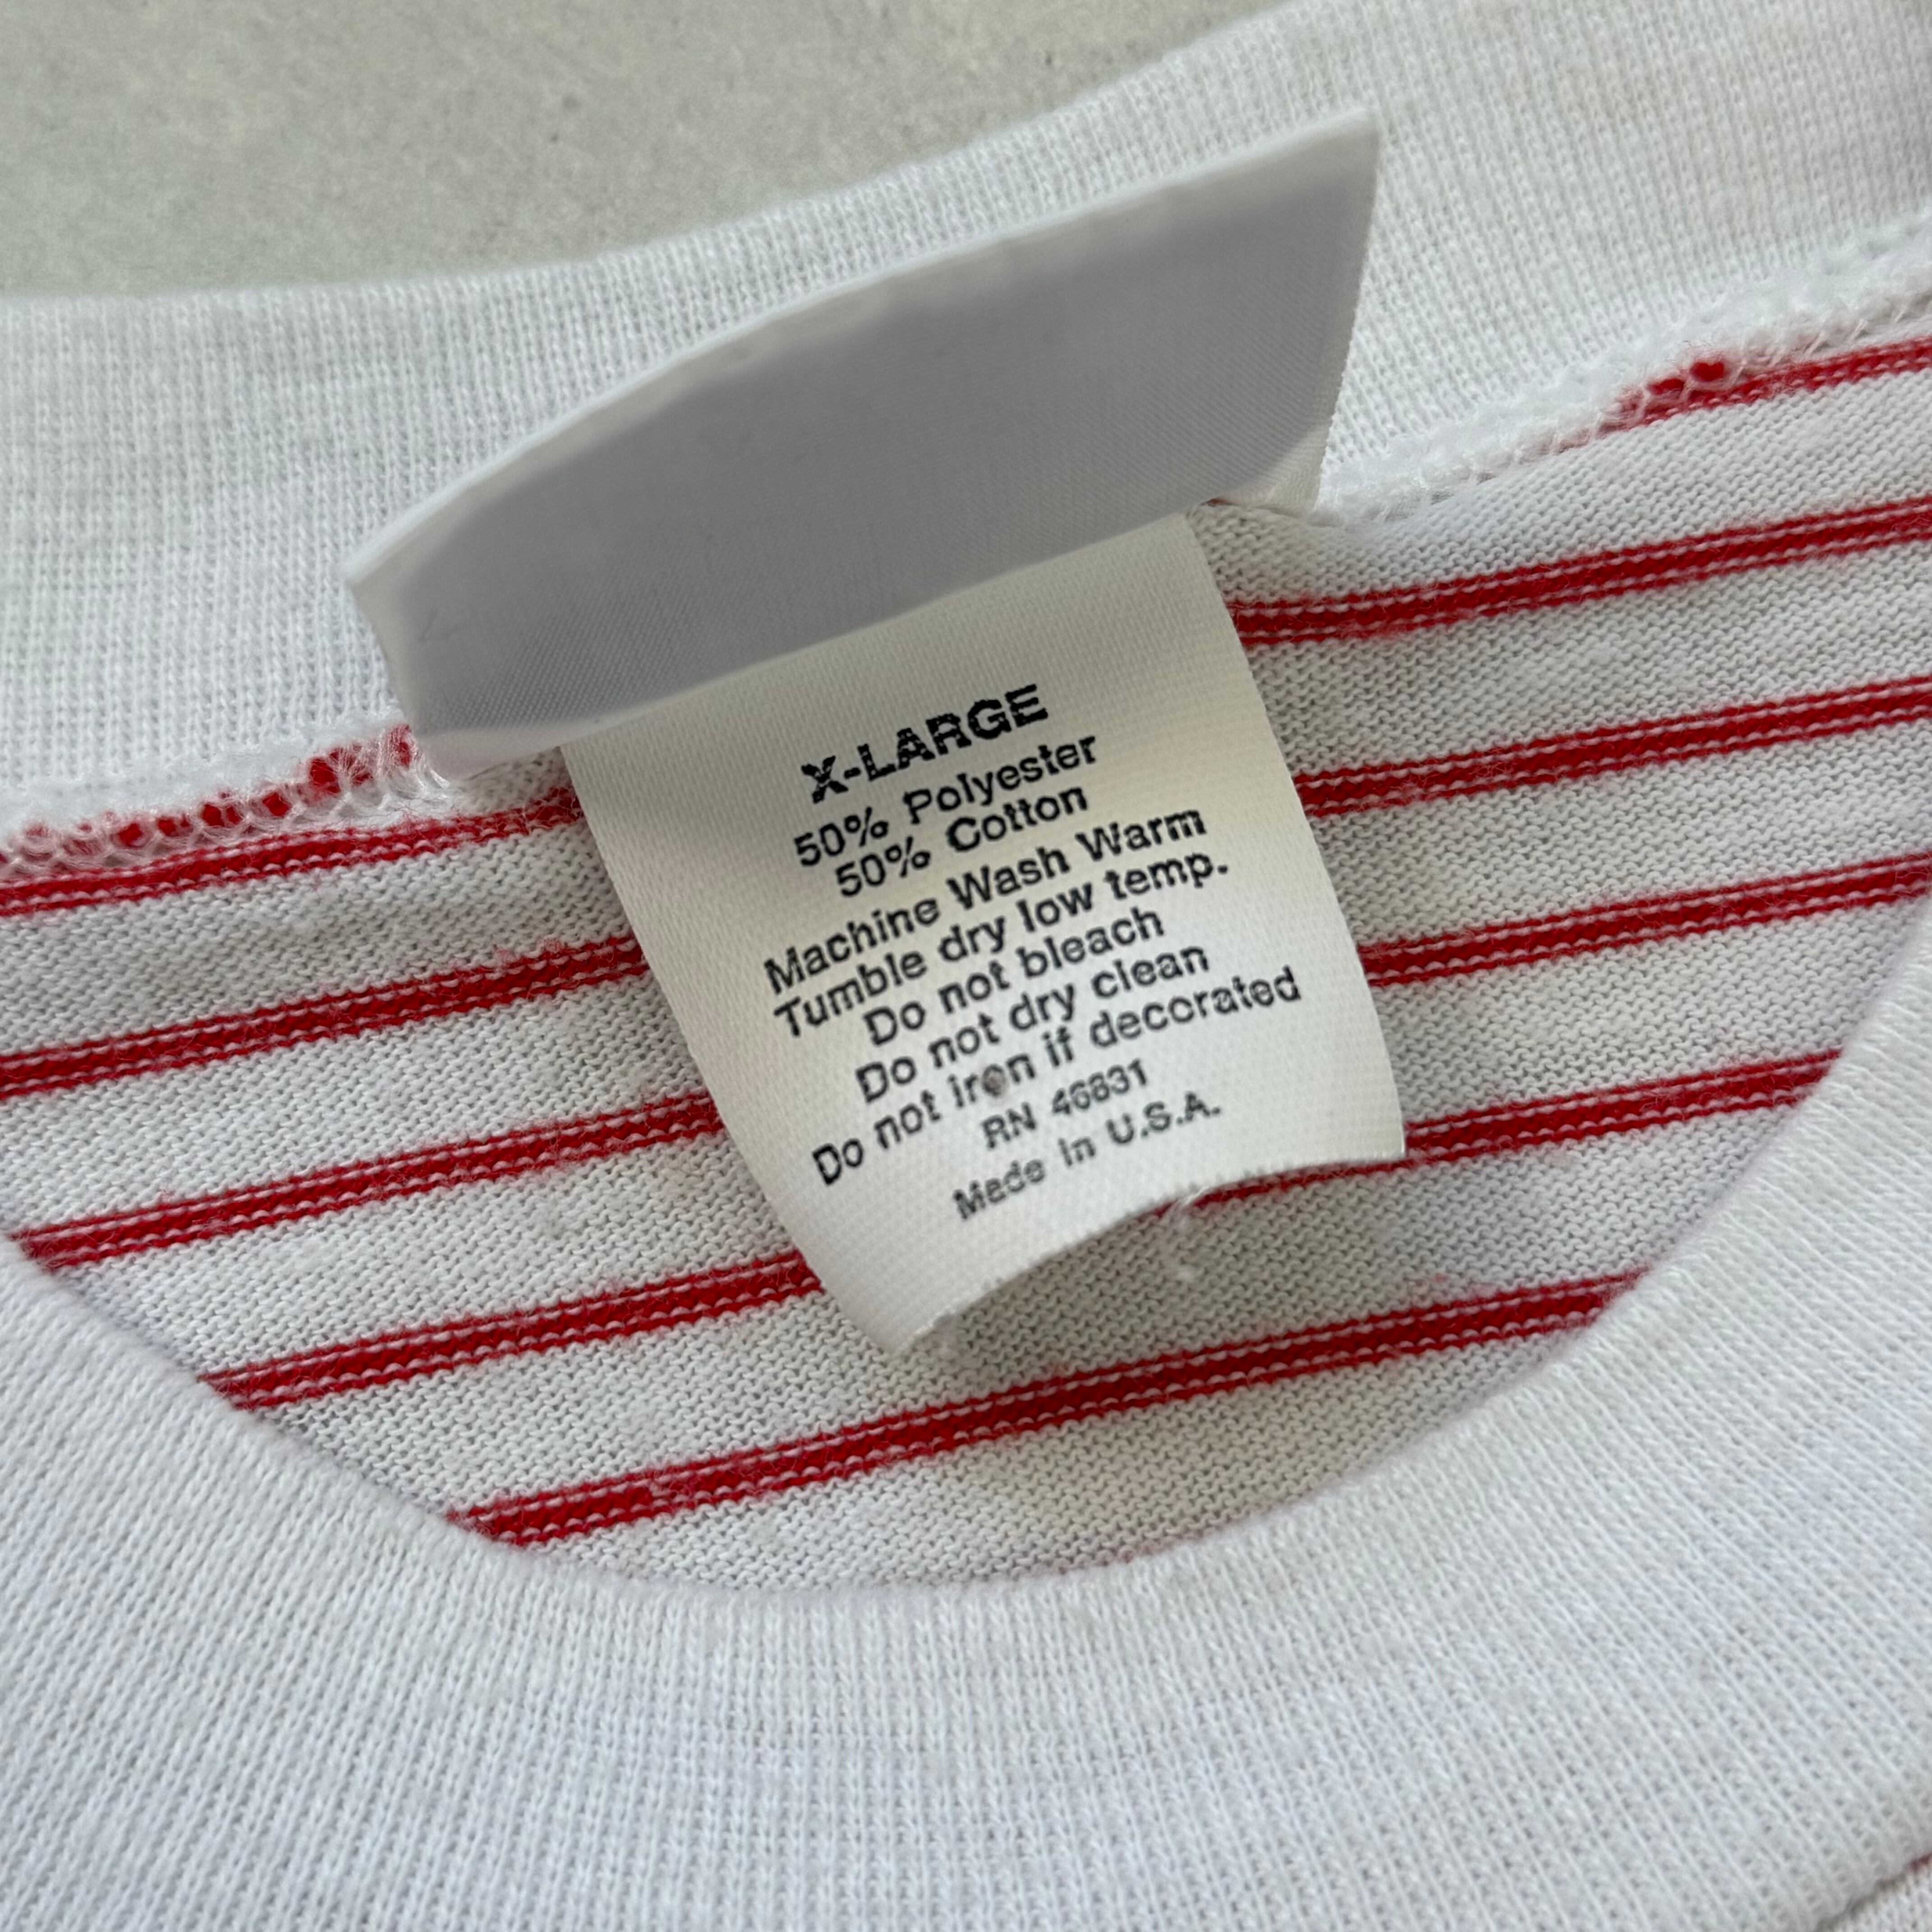 X-LARGE
50% Polyester
50% Cotton
Machine Wash Warm
Tumble dry low temp.
Do not bleach
Do not dry clean
Do not iron if decorated
RN 46831
Made in U.S.A.